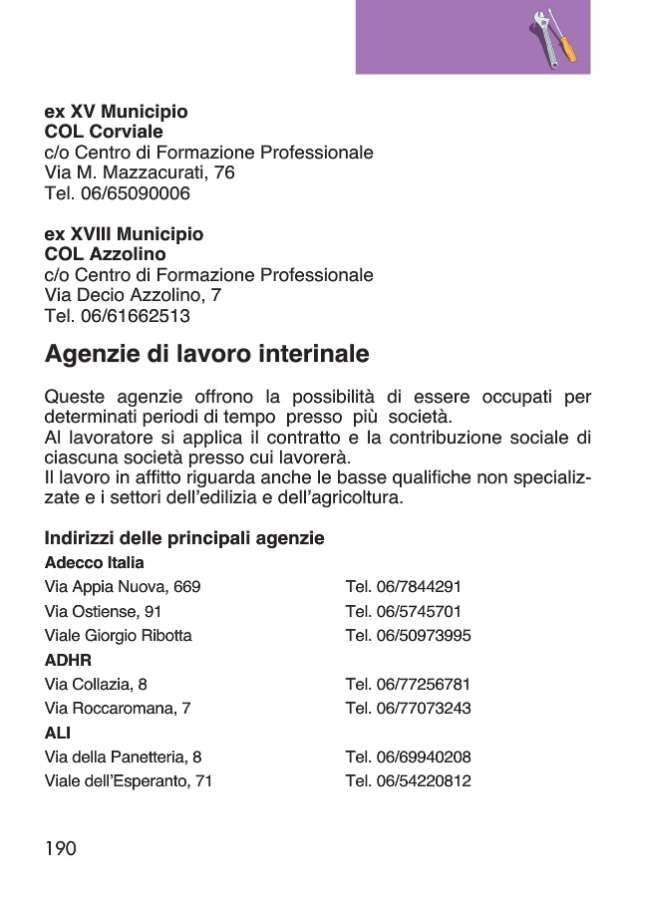 ex XV Municipio
COL Corviale
c/o Centro di Formazione Professionale
Via M. Mazzacurati, 76
Tel. 06/65090006
ex XVIII Municipio
COL Azzolino
c/o Centro di Formazione Professionale
Via Decio Azzolino, 7
Tel. 06/61662513
Agenzie di lavoro interinale
Queste agenzie offrono la possibilità di essere occupati per
determinati periodi di tempo presso più società.
Al lavoratore si applica il contratto e la contribuzione sociale di
ciascuna società presso cui lavorerà.
Il lavoro in affitto riguarda anche le basse qualifiche non specializ-
zate e i settori dell'edilizia e dell'agricoltura.
Indirizzi delle principali agenzie
Adecco Italia
Via Appia Nuova, 669 Tel. 06/7844291
Via Ostiense, 91 Tel. 06/5745701
Viale Giorgio Ribotta Tel. 06/50973995
ADHR
Via Collazia, 8 Tel. 06/77256781
Via Roccaromana, 7 Tel. 06/77073243
ALI
Via della Panetteria, 8 Tel. 06/69940208
Viale dell'Esperanto, 71 Tel. 06/54220812
190